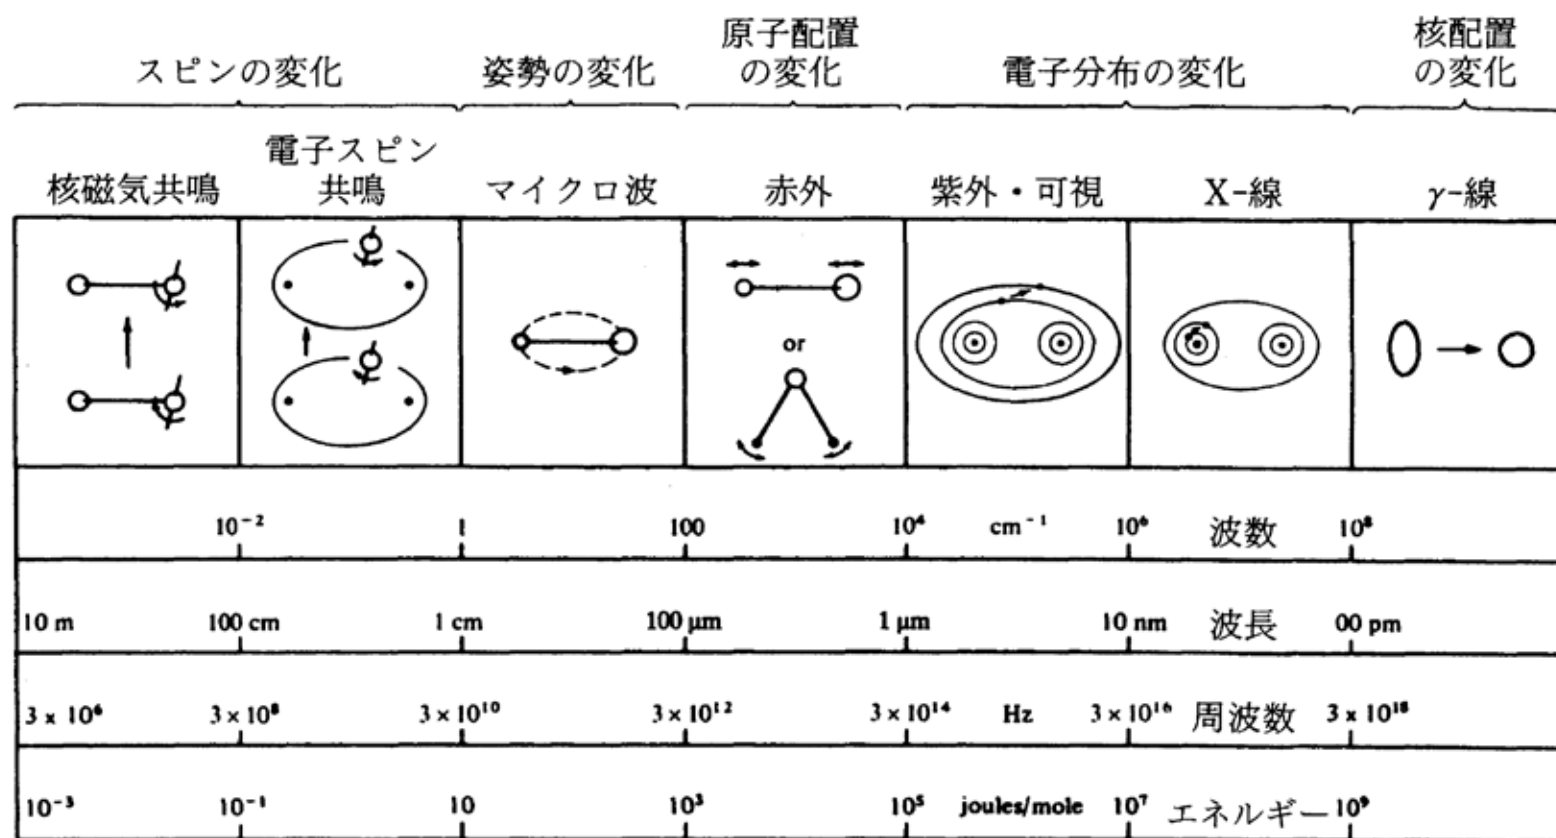 原子配置
核配置
スピンの変化 姿勢の変化 の変化 電子分布の変化 の変化
電子スピン
核磁気共鳴 共鳴 マイクロ波 赤外 紫外・可視 X-線 γ-線
or
10⁻² 1 100 10⁴ cm⁻¹ 10⁶ 波数 10⁸
10 m 100 cm 1 cm 100 μm 1 μm 10 nm 波長 00 pm
3 x 10⁶ 3 × 10⁸ 3 × 10¹⁰ 3 × 10¹² 3 × 10¹⁴ Hz 3 × 10¹⁶ 周波数 3 x 10¹⁸
10⁻³ 10⁻¹ 10 10³ 10⁵ joules/mole 10⁷ エネルギー 10⁹